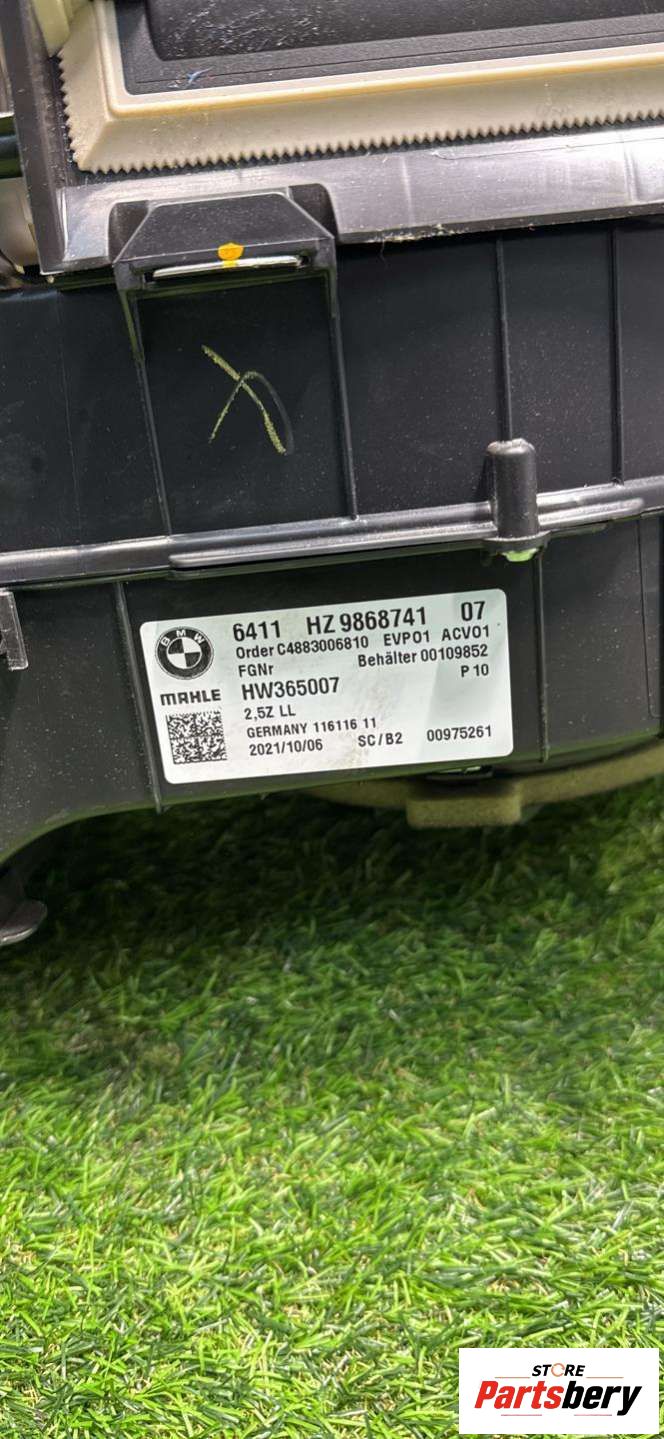 BMW
6411 HZ 9868741 07
Order C4883006810 EVP01 ACV01
FGNr Behälter 00109852
MAHLE HW365007 P 10
2,5Z LL
GERMANY 116116 11
2021/10/06 SC/B2 00975261
STORE
Partsbery